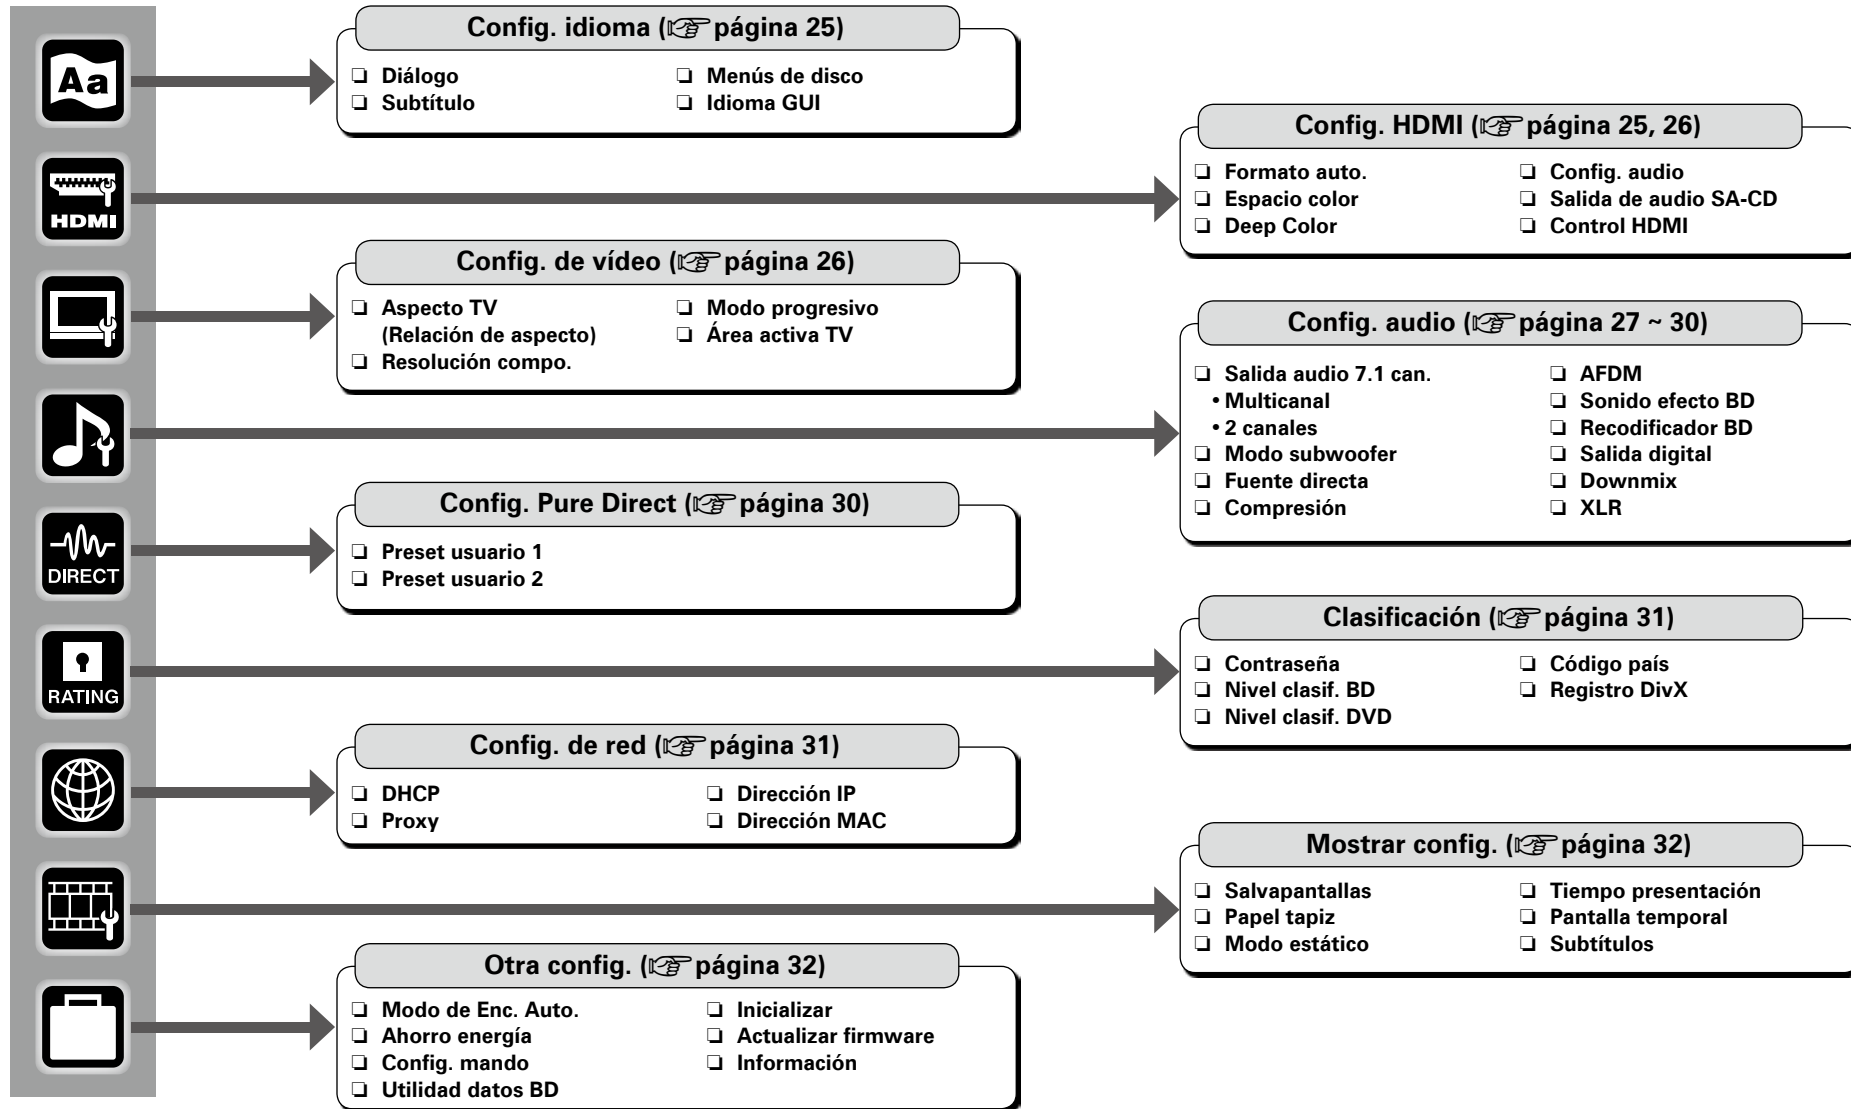 Aa
Config. idioma (☞ página 25)
❏ Diálogo
❏ Subtítulo
❏ Menús de disco
❏ Idioma GUI
HDMI
Config. HDMI (☞ página 25, 26)
❏ Formato auto.
❏ Espacio color
❏ Deep Color
❏ Config. audio
❏ Salida de audio SA-CD
❏ Control HDMI
Config. de vídeo (☞ página 26)
❏ Aspecto TV
(Relación de aspecto)
❏ Resolución compo.
❏ Modo progresivo
❏ Área activa TV
Config. audio (☞ página 27 ~ 30)
❏ Salida audio 7.1 can.
• Multicanal
• 2 canales
❏ Modo subwoofer
❏ Fuente directa
❏ Compresión
❏ AFDM
❏ Sonido efecto BD
❏ Recodificador BD
❏ Salida digital
❏ Downmix
❏ XLR
DIRECT
Config. Pure Direct (☞ página 30)
❏ Preset usuario 1
❏ Preset usuario 2
RATING
Clasificación (☞ página 31)
❏ Contraseña
❏ Nivel clasif. BD
❏ Nivel clasif. DVD
❏ Código país
❏ Registro DivX
Config. de red (☞ página 31)
❏ DHCP
❏ Proxy
❏ Dirección IP
❏ Dirección MAC
Mostrar config. (☞ página 32)
❏ Salvapantallas
❏ Papel tapiz
❏ Modo estático
❏ Tiempo presentación
❏ Pantalla temporal
❏ Subtítulos
Otra config. (☞ página 32)
❏ Modo de Enc. Auto.
❏ Ahorro energía
❏ Config. mando
❏ Utilidad datos BD
❏ Inicializar
❏ Actualizar firmware
❏ Información